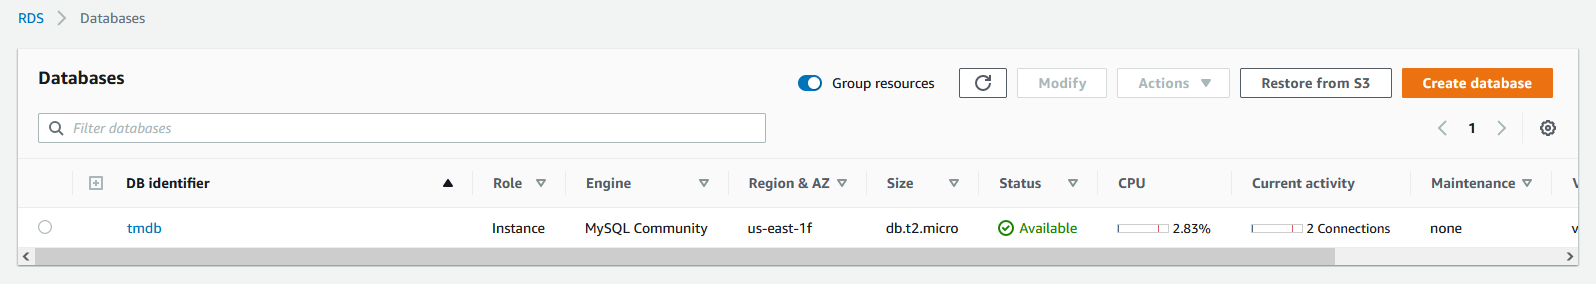 RDS > Databases
Databases
Group resources
Modify
Actions
Restore from S3
Create database
Filter databases
1
DB identifier Role Engine Region & AZ Size Status CPU Current activity Maintenance
tmdb Instance MySQL Community us-east-1f db.t2.micro Available 2.83% 2 Connections none